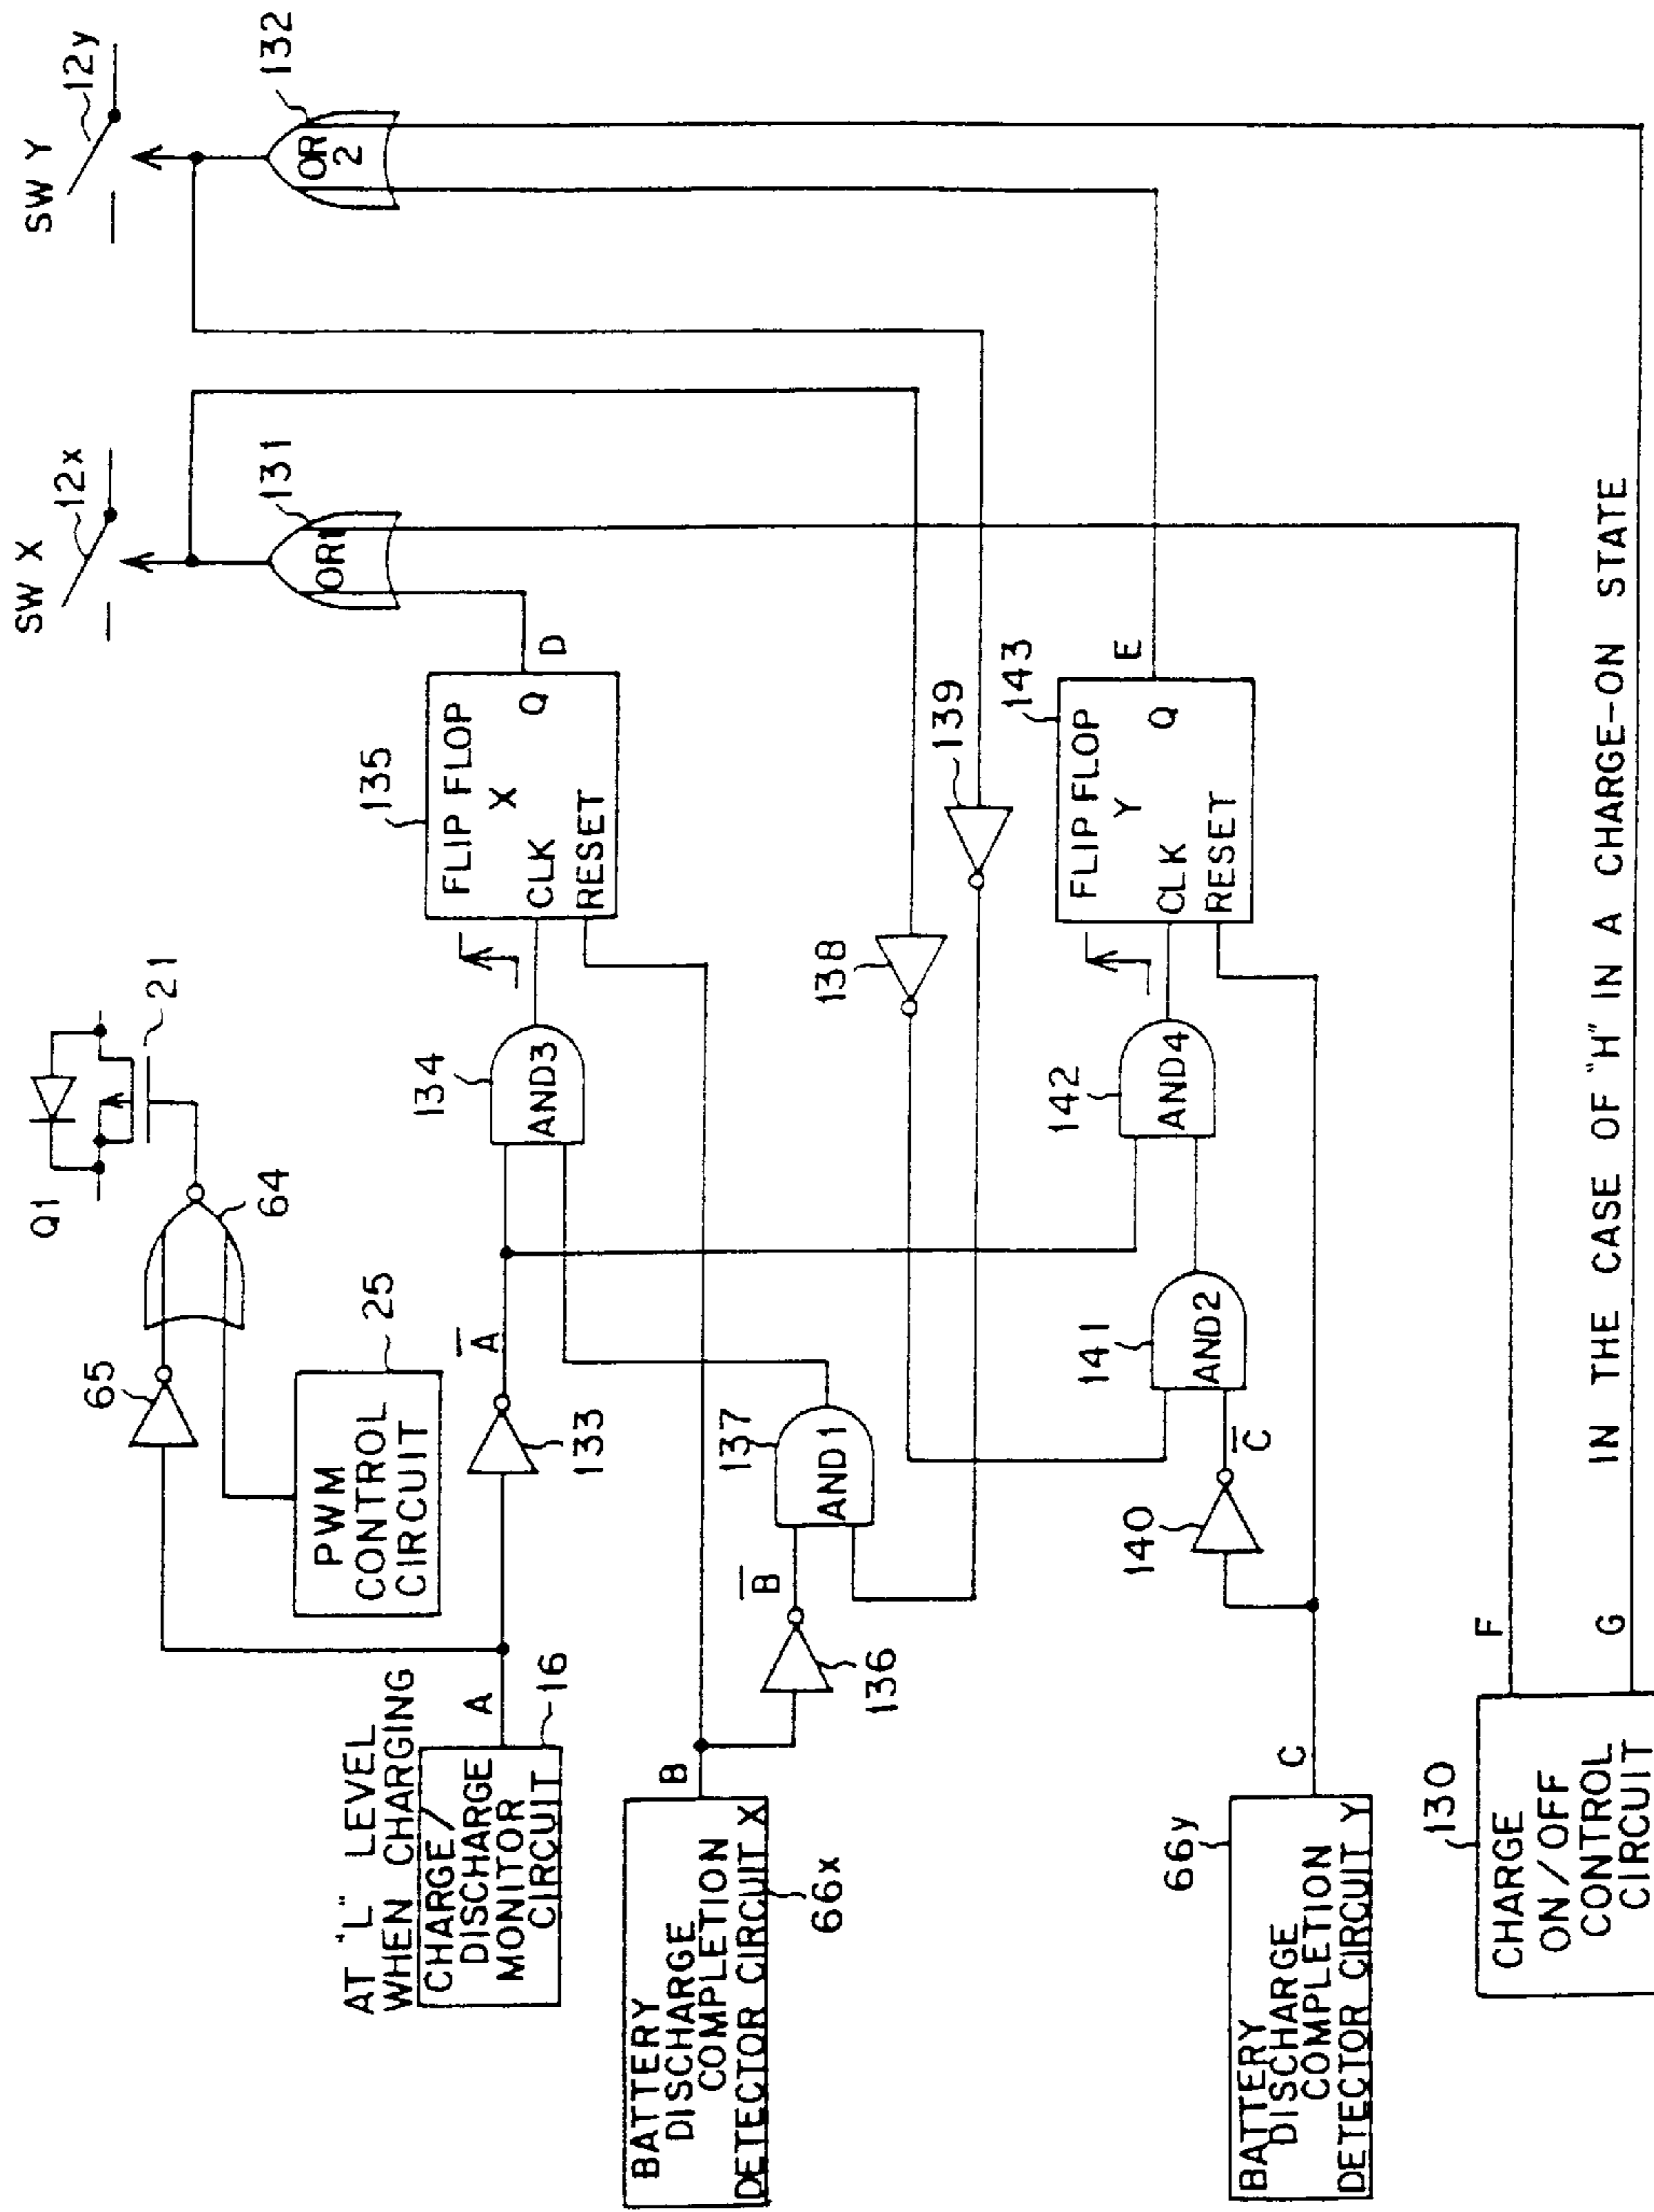 SW X
12x
SW Y
12y
131
OR1
132
OR
2
Q1
21
64
65
PWM
CONTROL
CIRCUIT
25
AT "L" LEVEL
WHEN CHARGING
CHARGE/
DISCHARGE
MONITOR
CIRCUIT
16
A
A
133
134
AND3
135
FLIP FLOP
X
CLK
Q
RESET
D
BATTERY
DISCHARGE
COMPLETION
DETECTOR CIRCUIT X
66x
B
B
136
137
AND1
138
139
141
AND2
142
AND4
143
FLIP FLOP
Y
CLK
Q
RESET
E
140
C
BATTERY
DISCHARGE
COMPLETION
DETECTOR CIRCUIT Y
66y
C
130
CHARGE
ON/OFF
CONTROL
CIRCUIT
F
G
IN THE CASE OF "H" IN A CHARGE-ON STATE